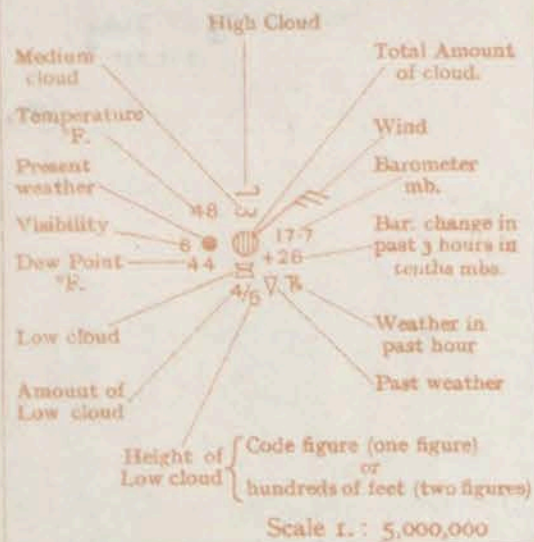 High Cloud
Medium
cloud
Total Amount
of cloud.
Temperature
°F.
Wind
Present
weather
Barometer
mb.
48
Visibility
6
17·7
Bar. change in
past 3 hours in
tenths mbs.
Dew Point
°F.
44
+26
4/5
Low cloud
Weather in
past hour
Amount of
Low cloud
Past weather
Height of
Low cloud
Code figure (one figure)
or
hundreds of feet (two figures)
Scale 1. : 5,000,000